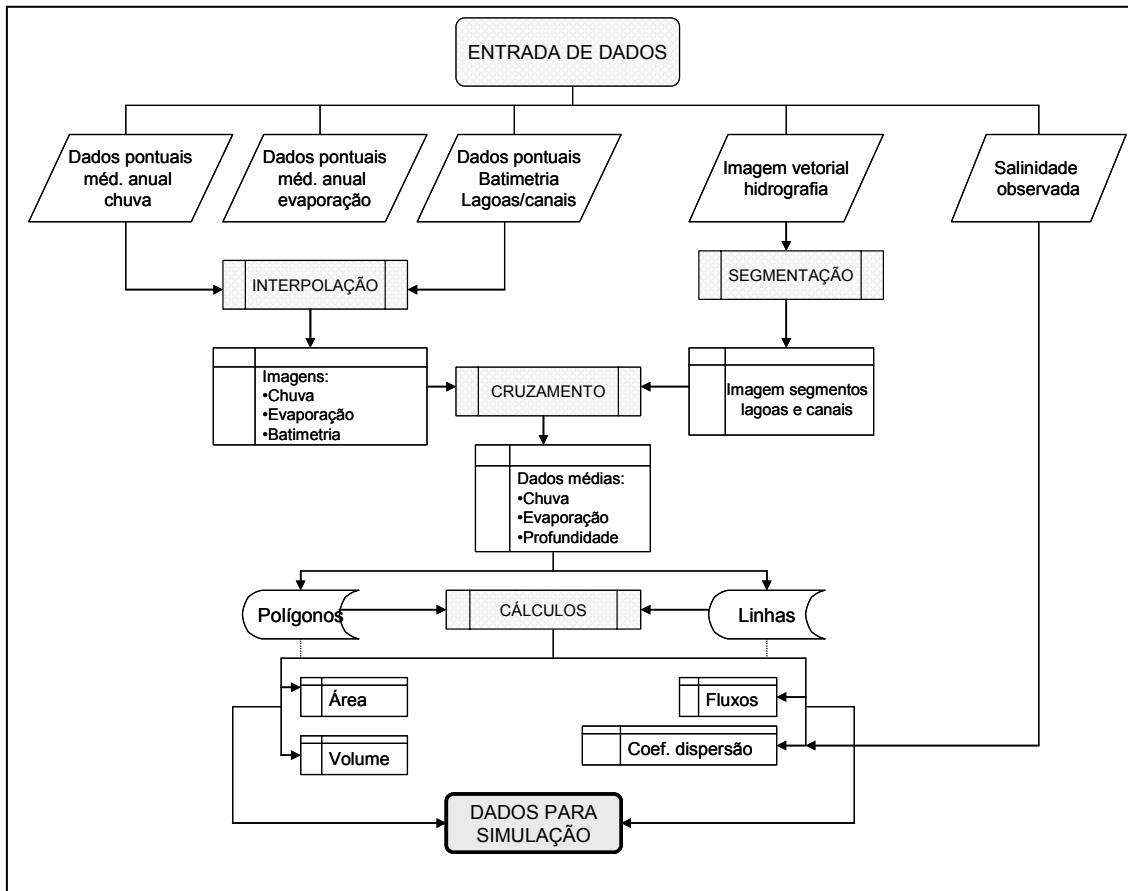 ENTRADA DE DADOS
Dados pontuais
méd. anual
chuva
Dados pontuais
méd. anual
evaporação
Dados pontuais
Batimetria
Lagoas/canais
Imagem vetorial
hidrografia
Salinidade
observada
INTERPOLAÇÃO
SEGMENTAÇÃO
Imagens:
•Chuva
•Evaporação
•Batimetria
CRUZAMENTO
Imagem segmentos
lagoas e canais
Dados médias:
•Chuva
•Evaporação
•Profundidade
Polígonos
CÁLCULOS
Linhas
Área
Fluxos
Volume
Coef. dispersão
DADOS PARA
SIMULAÇÃO